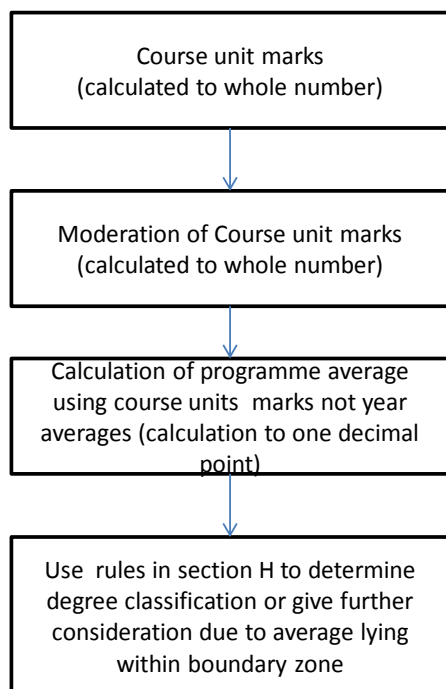 Course unit marks
(calculated to whole number)
Moderation of Course unit marks
(calculated to whole number)
Calculation of programme average
using course units  marks not year
averages (calculation to one decimal
point)
Use  rules in section H to determine
degree classification or give further
consideration due to average lying
within boundary zone